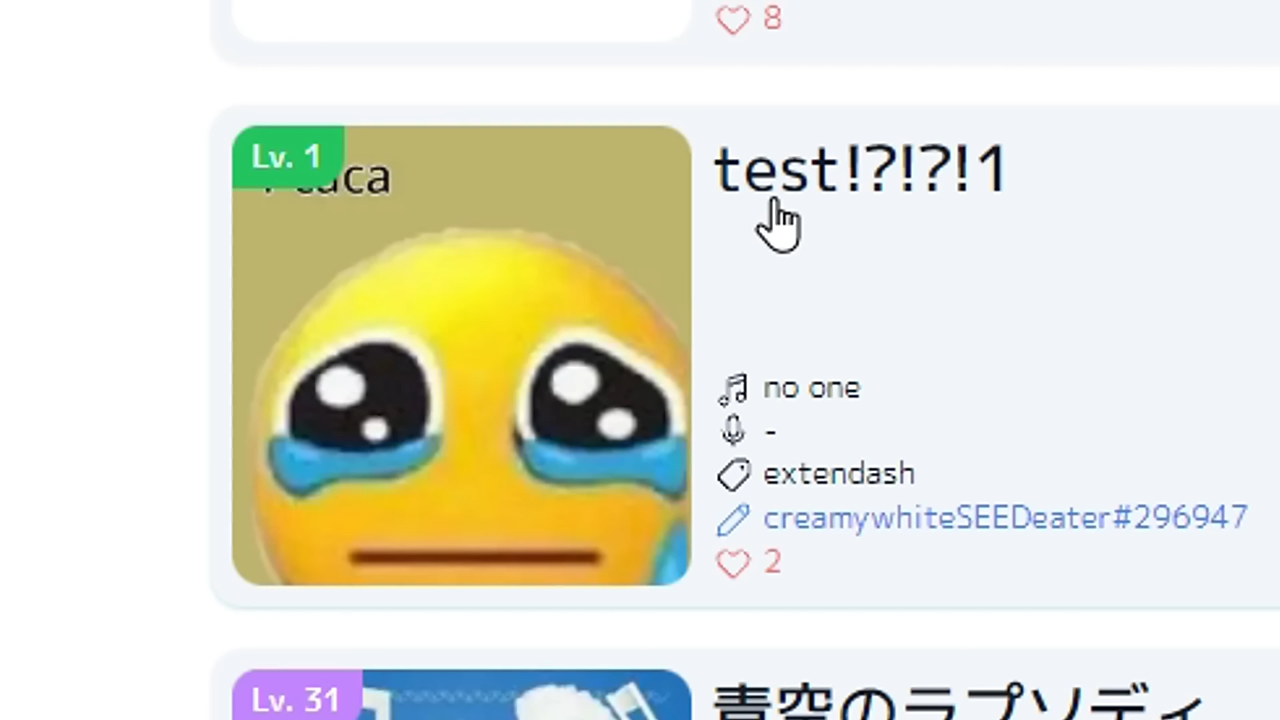 8
Lv. 1
test!?!?!1
no one
-
extendash
creamywhiteSEEDeater#296947
2
Lv. 31
青空のラプソディ